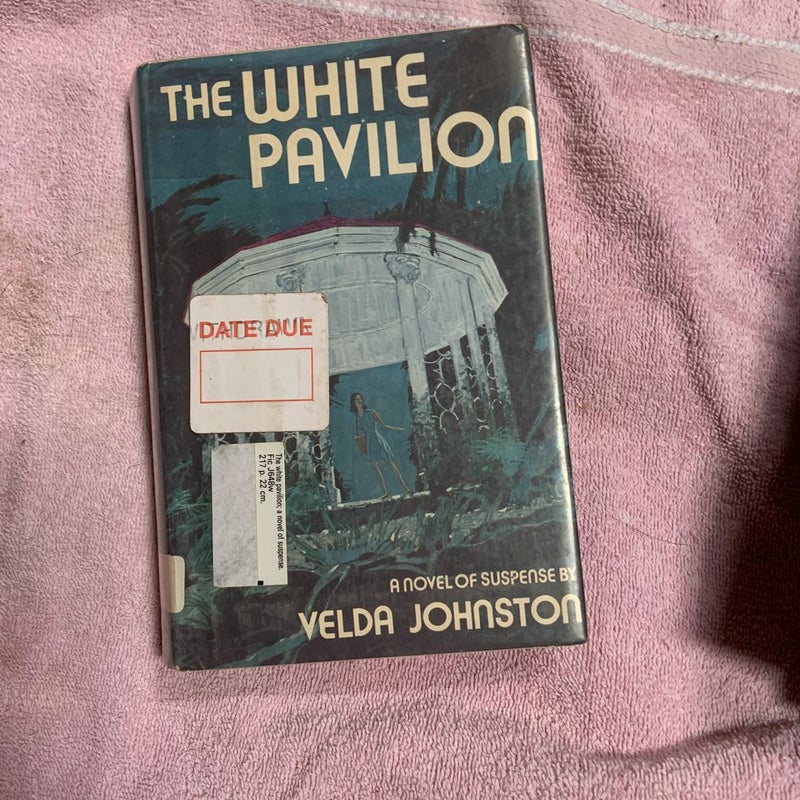 THE WHITE
PAVILION
DATE DUE
The white pavilion; a novel of suspense.
Fic J648w
217 p. 22 cm.
A NOVEL OF SUSPENSE BY
VELDA JOHNSTON